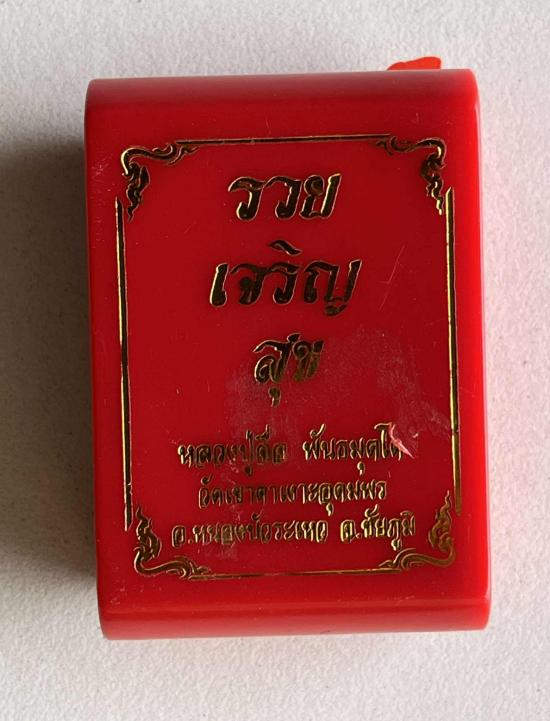 รวย
เจริญ
สุข
หลวงปู่ลือ พันธมุตโต
วัดเขาตาเงาะอุดมพร
อ.หนองบัวระเหว จ.ชัยภูมิ